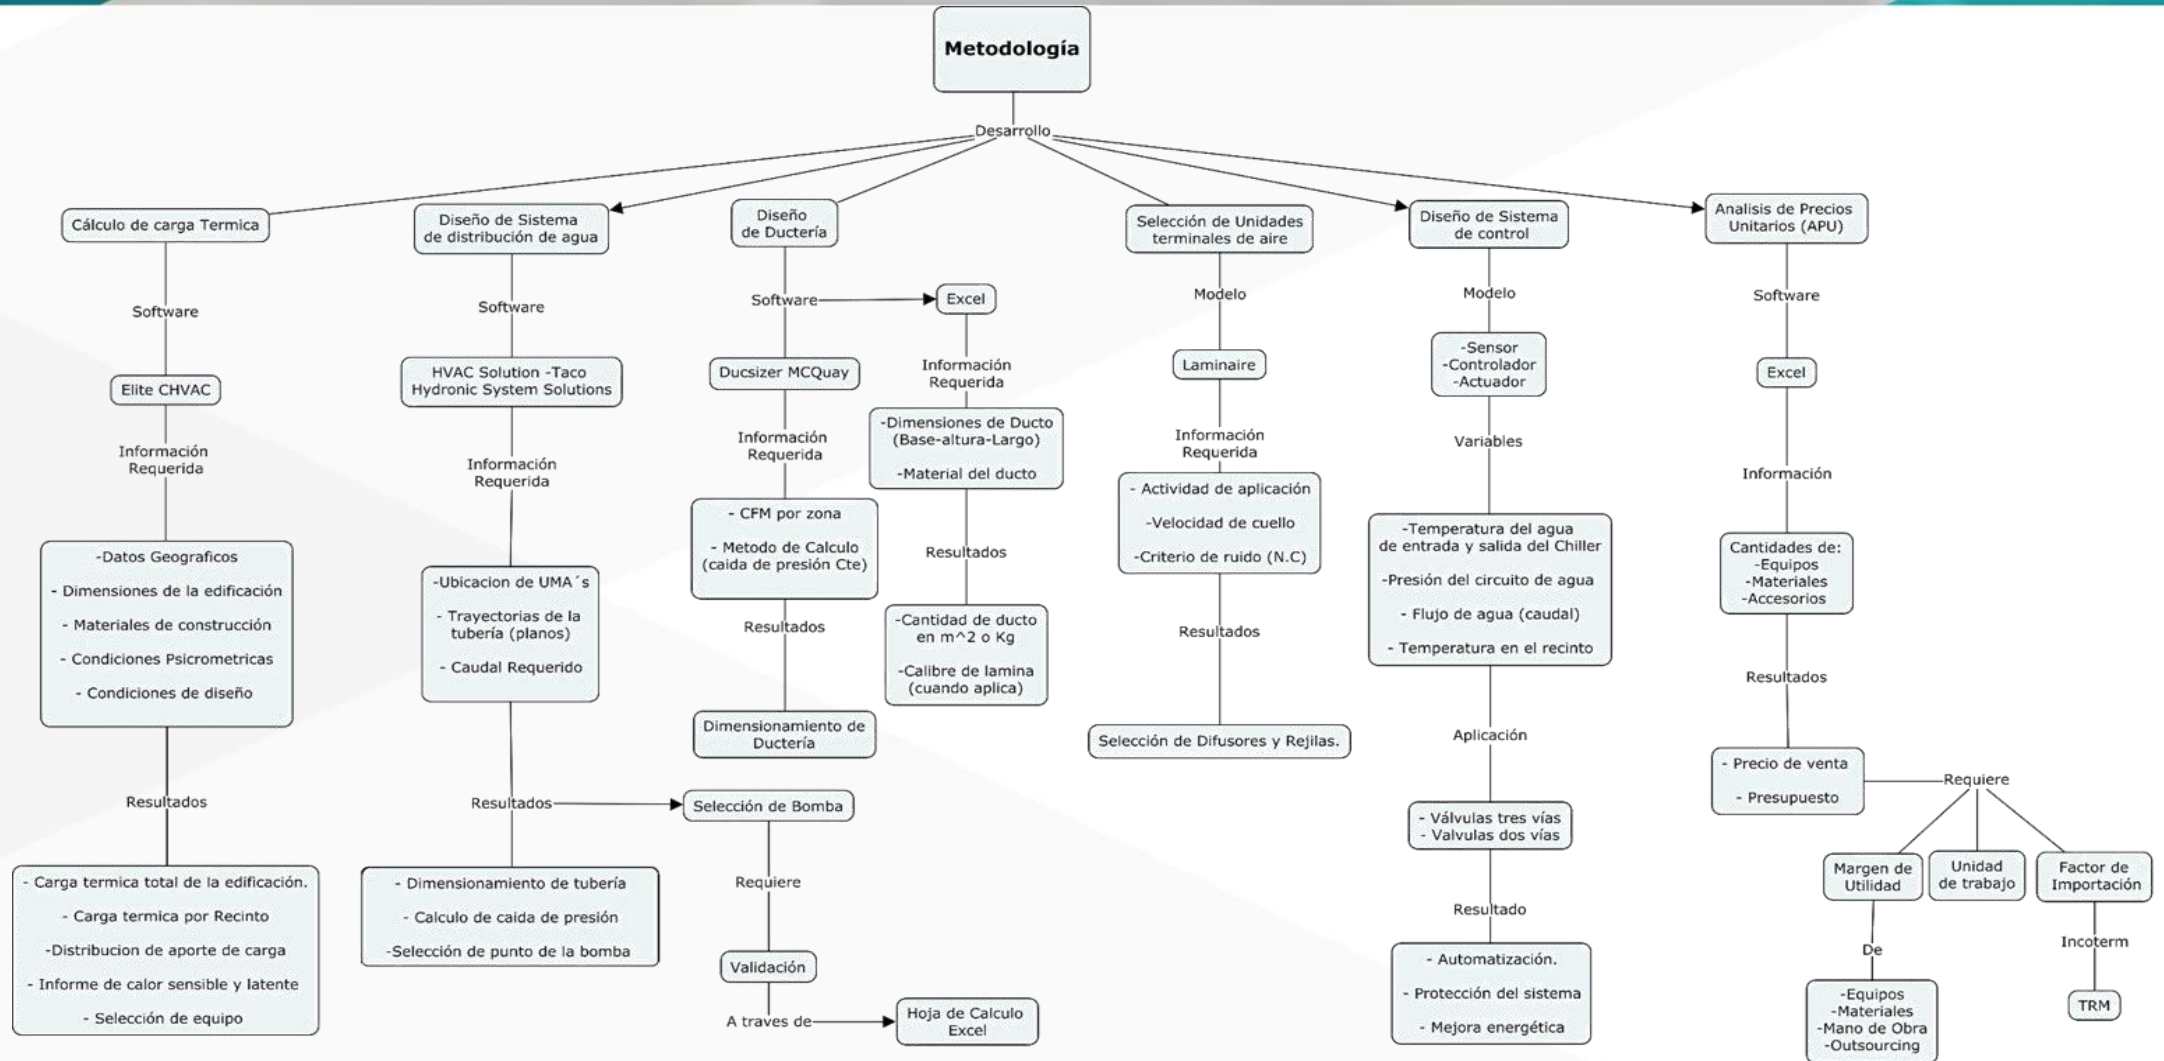 Metodología
Desarrollo
Cálculo de carga Termica
Software
Elite CHVAC
Información
Requerida
-Datos Geograficos
- Dimensiones de la edificación
- Materiales de construcción
- Condiciones Psicrometricas
- Condiciones de diseño
Resultados
- Carga termica total de la edificación.
- Carga termica por Recinto
-Distribucion de aporte de carga
- Informe de calor sensible y latente
- Selección de equipo
Diseño de Sistema
de distribución de agua
Software
HVAC Solution -Taco
Hydronic System Solutions
Información
Requerida
-Ubicacion de UMA´s
- Trayectorias de la
tubería (planos)
- Caudal Requerido
Resultados
- Dimensionamiento de tubería
- Calculo de caida de presión
-Selección de punto de la bomba
Selección de Bomba
Requiere
Validación
A traves de
Hoja de Calculo
Excel
Diseño
de Ductería
Software
Ducsizer MCQuay
Información
Requerida
- CFM por zona
- Metodo de Calculo
(caida de presión Cte)
Resultados
Dimensionamiento de
Ductería
Excel
Información
Requerida
-Dimensiones de Ducto
(Base-altura-Largo)
-Material del ducto
Resultados
-Cantidad de ducto
en m^2 o Kg
-Calibre de lamina
(cuando aplica)
Selección de Unidades
terminales de aire
Modelo
Laminaire
Información
Requerida
- Actividad de aplicación
-Velocidad de cuello
-Criterio de ruido (N.C)
Resultados
Selección de Difusores y Rejilas.
Diseño de Sistema
de control
Modelo
-Sensor
-Controlador
-Actuador
Variables
-Temperatura del agua
de entrada y salida del Chiller
-Presión del circuito de agua
- Flujo de agua (caudal)
- Temperatura en el recinto
Aplicación
- Válvulas tres vías
- Valvulas dos vías
Resultado
- Automatización.
- Protección del sistema
- Mejora energética
Analisis de Precios
Unitarios (APU)
Software
Excel
Información
Cantidades de:
-Equipos
-Materiales
-Accesorios
Resultados
- Precio de venta
- Presupuesto
Requiere
Margen de
Utilidad
De
-Equipos
-Materiales
-Mano de Obra
-Outsourcing
Unidad
de trabajo
Factor de
Importación
Incoterm
TRM